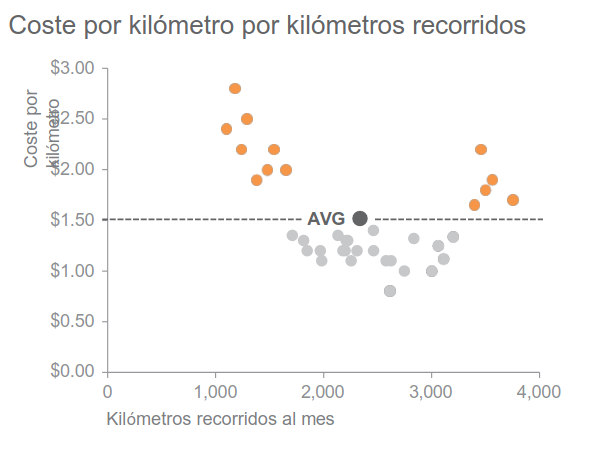 Coste por kilómetro por kilómetros recorridos
Coste por
kilómetro
$3.00
$2.50
$2.00
$1.50
$1.00
$0.50
$0.00
AVG
0
1,000
2,000
3,000
4,000
Kilómetros recorridos al mes